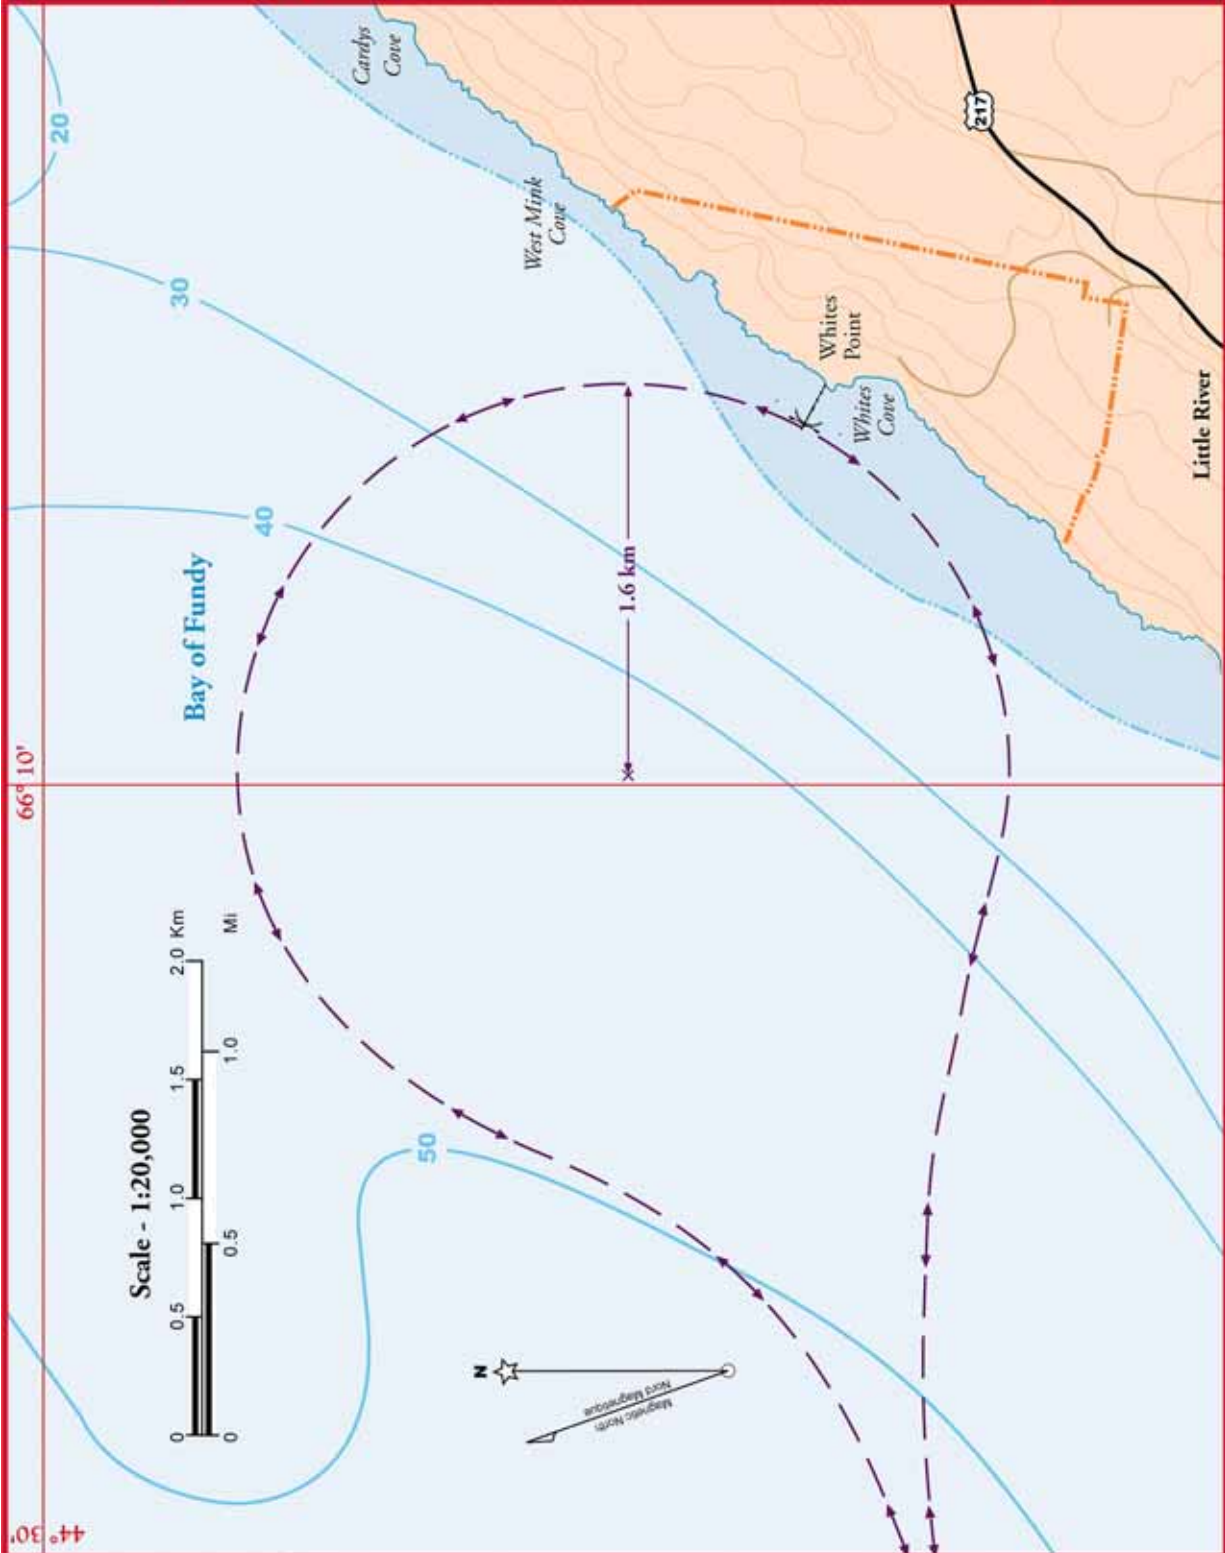 Cardys
Cove
20
217
West Mink
Cove
30
Whites
Point
Whites
Cove
Little River
40
Bay of Fundy
1.6 km
66° 10'
Scale - 1:20,000
0 0.5 1.0 1.5 2.0 Km
0 0.5 1.0 Mi
50
N
Magnetic North
Nord Magnetique
44° 30'